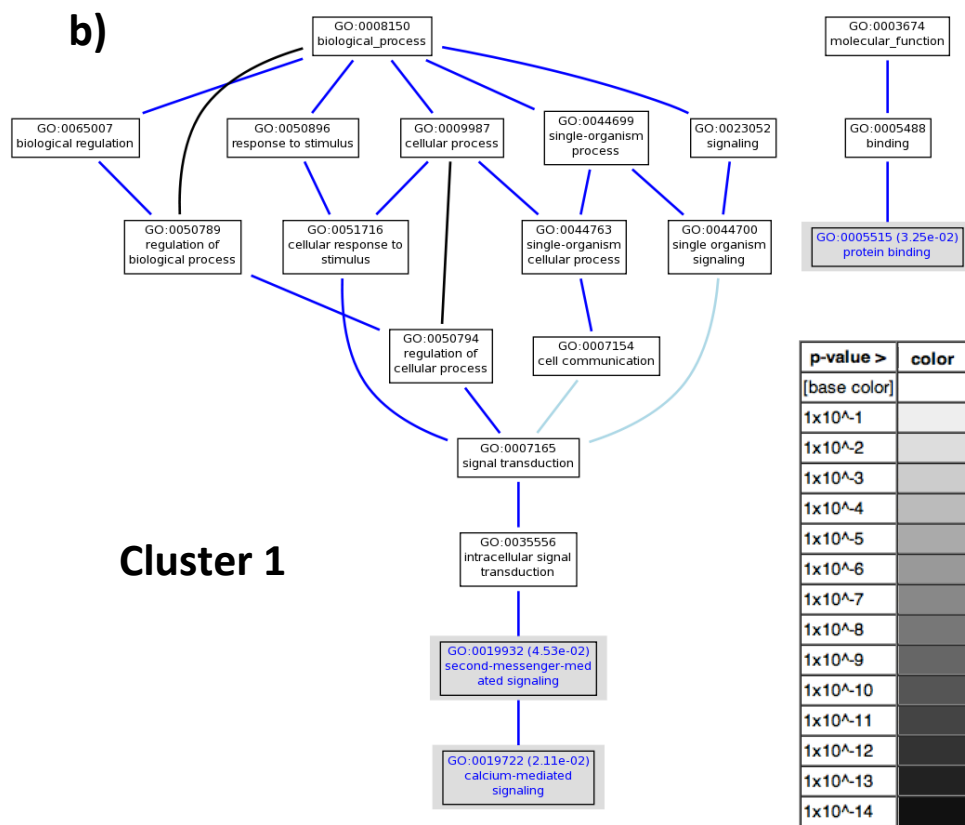 b)
GO:0008150
biological_process
GO:0003674
molecular_function
GO:0065007
biological regulation
GO:0050896
response to stimulus
GO:0009987
cellular process
GO:0044699
single-organism
process
GO:0023052
signaling
GO:0005488
binding
GO:0050789
regulation of
biological process
GO:0051716
cellular response to
stimulus
GO:0044763
single-organism
cellular process
GO:0044700
single organism
signaling
GO:0005515 (3.25e-02)
protein binding
GO:0050794
regulation of
cellular process
GO:0007154
cell communication
GO:0007165
signal transduction
GO:0035556
intracellular signal
transduction
Cluster 1
GO:0019932 (4.53e-02)
second-messenger-med
iated signaling
GO:0019722 (2.11e-02)
calcium-mediated
signaling
p-value > color
[base color]
1x10^-1
1x10^-2
1x10^-3
1x10^-4
1x10^-5
1x10^-6
1x10^-7
1x10^-8
1x10^-9
1x10^-10
1x10^-11
1x10^-12
1x10^-13
1x10^-14